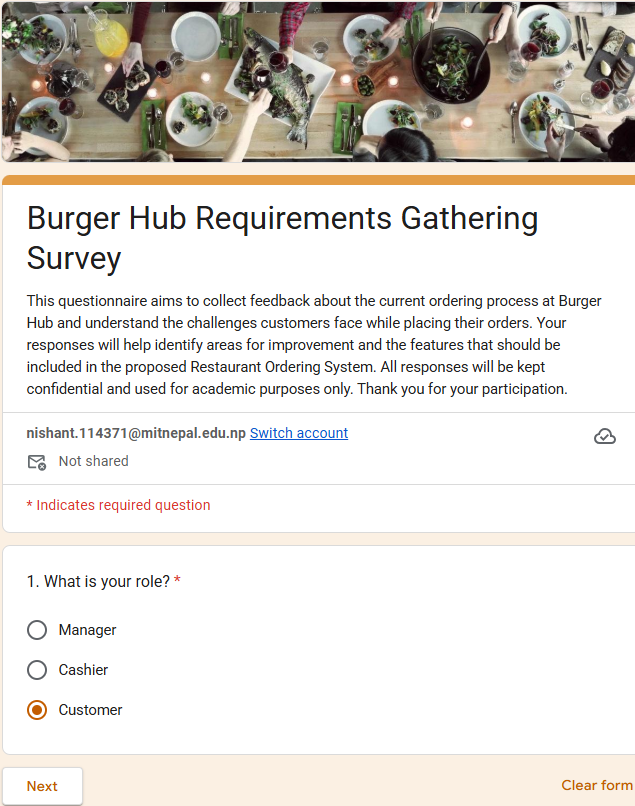 Burger Hub Requirements Gathering
Survey
This questionnaire aims to collect feedback about the current ordering process at Burger
Hub and understand the challenges customers face while placing their orders. Your
responses will help identify areas for improvement and the features that should be
included in the proposed Restaurant Ordering System. All responses will be kept
confidential and used for academic purposes only. Thank you for your participation.
nishant.114371@mitnepal.edu.np Switch account
Not shared
* Indicates required question
1. What is your role? *
Manager
Cashier
Customer
Next Clear form